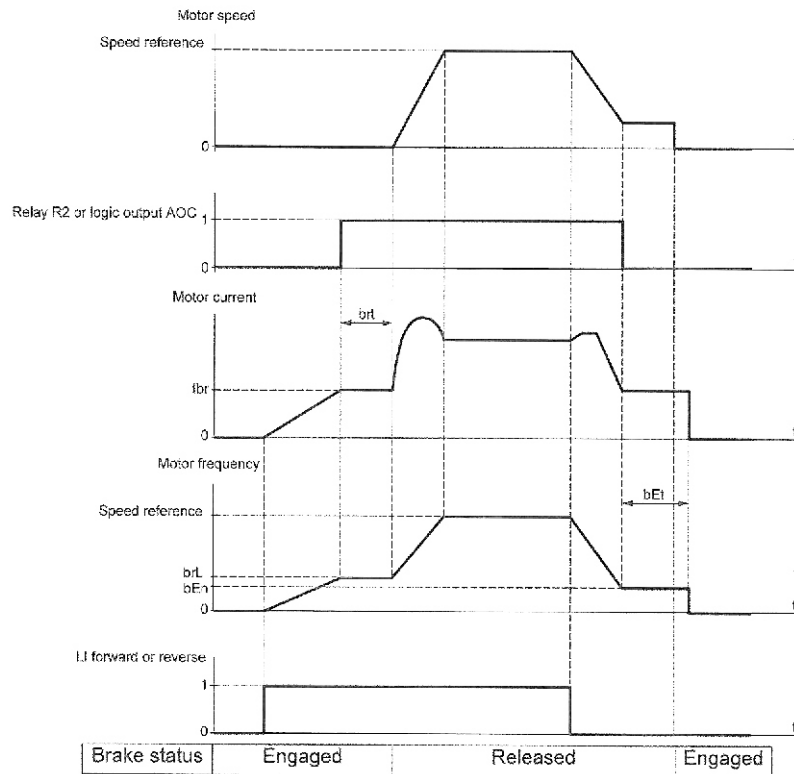 Motor speed
Speed reference
0
t
Relay R2 or logic output AOC
1
0
Motor current
brt
Ibr
0
t
Motor frequency
bEt
Speed reference
brL
bEn
0
t
LI forward or reverse
1
0
t
Brake status Engaged Released Engaged